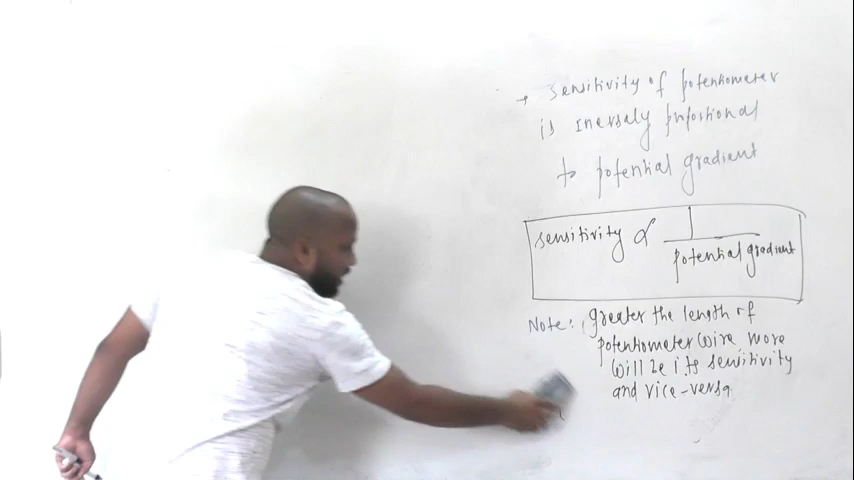 → sensitivity of potentiometer
is inersaly proportional
to potential gradient
sensitivity ∝ 1
potential gradient
Note: greater the length of
potentiometer wire, more
will be its sensitivity
and vice-versa